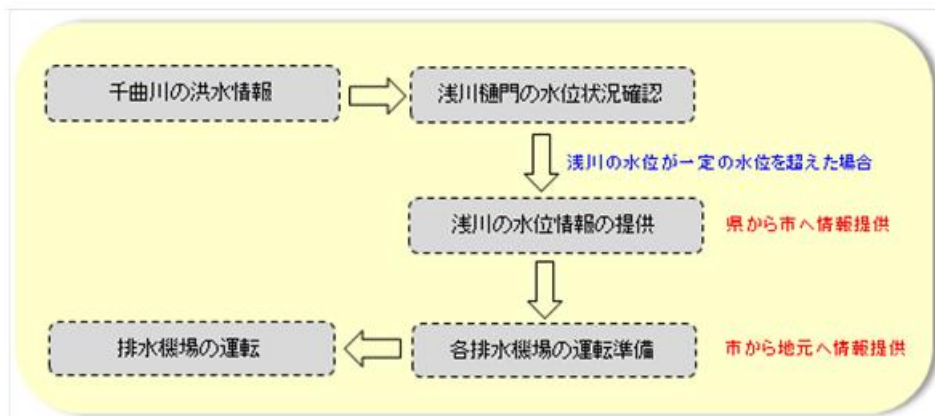 千曲川の洪水情報
浅川樋門の水位状況確認
浅川の水位が一定の水位を超えた場合
浅川の水位情報の提供
県から市へ情報提供
各排水機場の運転準備
市から地元へ情報提供
排水機場の運転